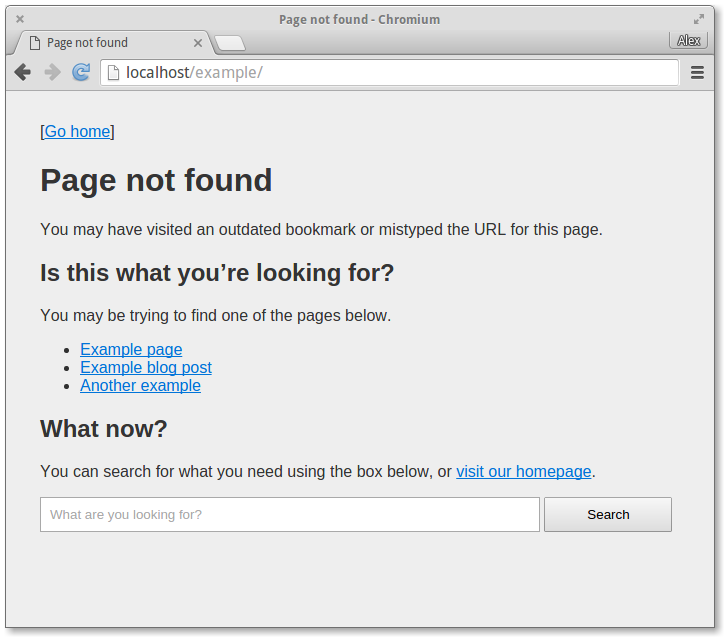 Page not found - Chromium
Page not found
Alex
localhost/example/
[Go home]
Page not found
You may have visited an outdated bookmark or mistyped the URL for this page.
Is this what you’re looking for?
You may be trying to find one of the pages below.
Example page
Example blog post
Another example
What now?
You can search for what you need using the box below, or visit our homepage.
What are you looking for? Search